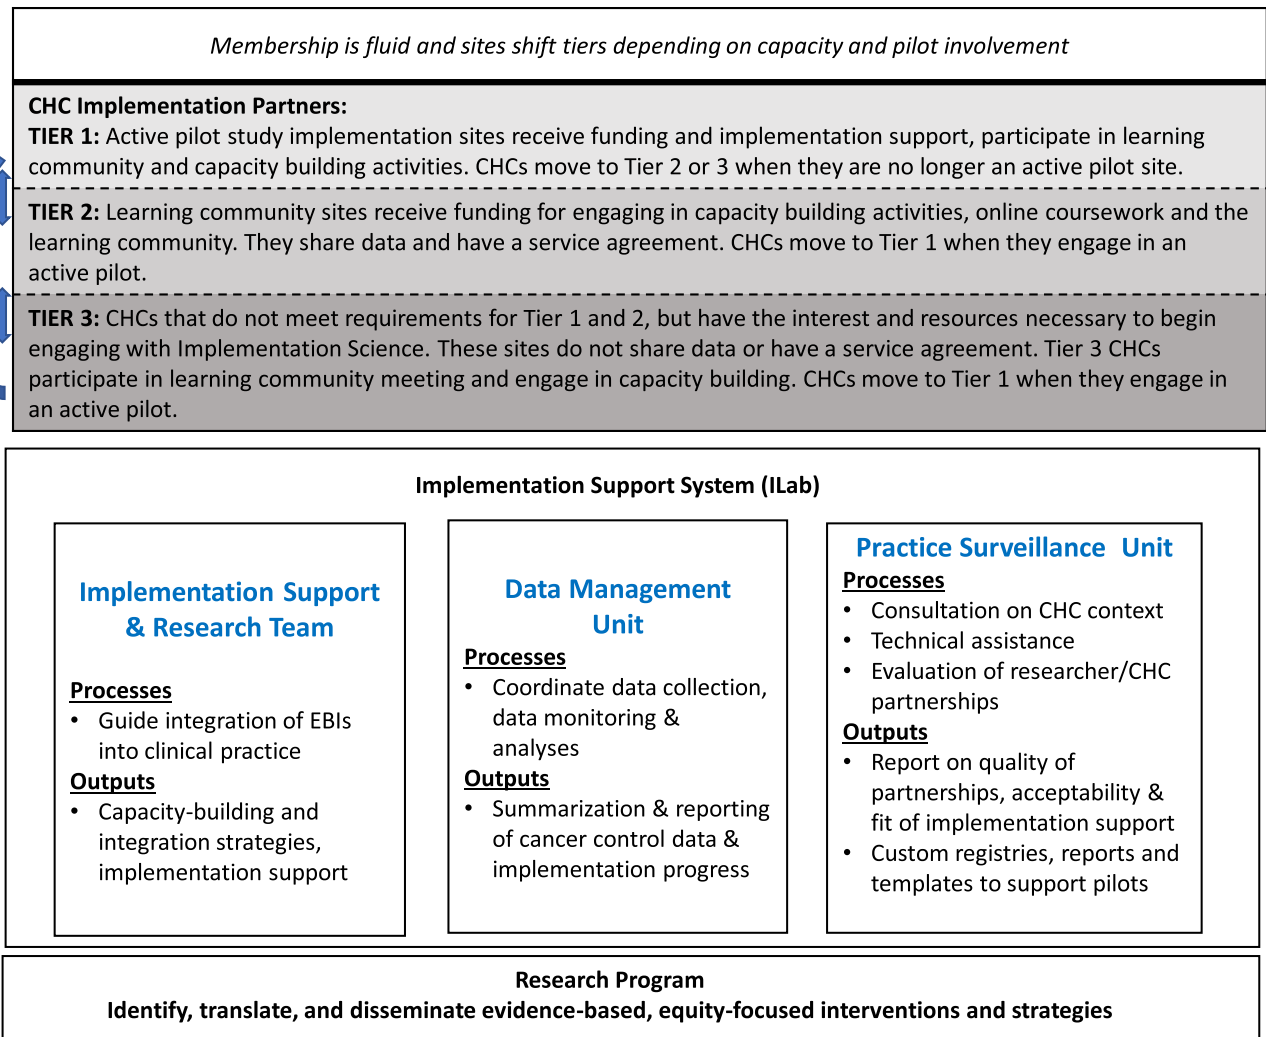 Membership is fluid and sites shift tiers depending on capacity and pilot involvement
CHC Implementation Partners:
TIER 1: Active pilot study implementation sites receive funding and implementation support, participate in learning
community and capacity building activities. CHCs move to Tier 2 or 3 when they are no longer an active pilot site.
TIER 2: Learning community sites receive funding for engaging in capacity building activities, online coursework and the
learning community. They share data and have a service agreement. CHCs move to Tier 1 when they engage in an
active pilot.
TIER 3: CHCs that do not meet requirements for Tier 1 and 2, but have the interest and resources necessary to begin
engaging with Implementation Science. These sites do not share data or have a service agreement. Tier 3 CHCs
participate in learning community meeting and engage in capacity building. CHCs move to Tier 1 when they engage in
an active pilot.
Implementation Support System (ILab)
Implementation Support
& Research Team
Processes
• Guide integration of EBIs
into clinical practice
Outputs
• Capacity-building and
integration strategies,
implementation support
Data Management
Unit
Processes
• Coordinate data collection,
data monitoring &
analyses
Outputs
• Summarization & reporting
of cancer control data &
implementation progress
Practice Surveillance Unit
Processes
• Consultation on CHC context
• Technical assistance
• Evaluation of researcher/CHC
partnerships
Outputs
• Report on quality of
partnerships, acceptability &
fit of implementation support
• Custom registries, reports and
templates to support pilots
Research Program
Identify, translate, and disseminate evidence-based, equity-focused interventions and strategies